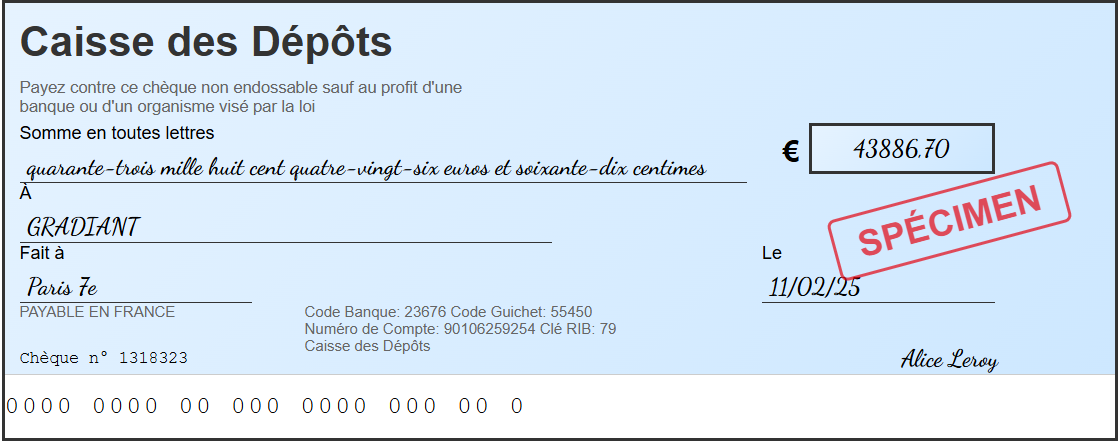 Caisse des Dépôts
Payez contre ce chèque non endossable sauf au profit d'une
banque ou d'un organisme visé par la loi
Somme en toutes lettres
quarante-trois mille huit cent quatre-vingt-six euros et soixante-dix centimes
€ 43886,70
À
GRADIANT
SPÉCIMEN
Fait à
Paris 7e
Le
11/02/25
PAYABLE EN FRANCE
Code Banque: 23676 Code Guichet: 55450
Numéro de Compte: 90106259254 Clé RIB: 79
Caisse des Dépôts
Chèque n° 1318323
Alice Leroy
0000 0000 00 000 0000 000 00 0